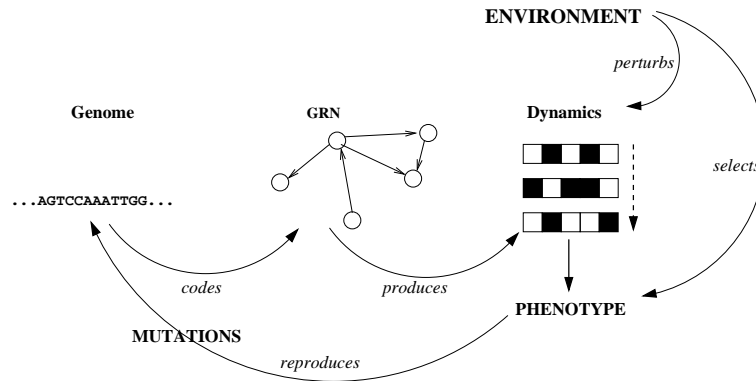 ENVIRONMENT
perturbs
Genome
GRN
Dynamics
selects
...AGTCCAAATTGG...
codes
produces
PHENOTYPE
MUTATIONS
reproduces